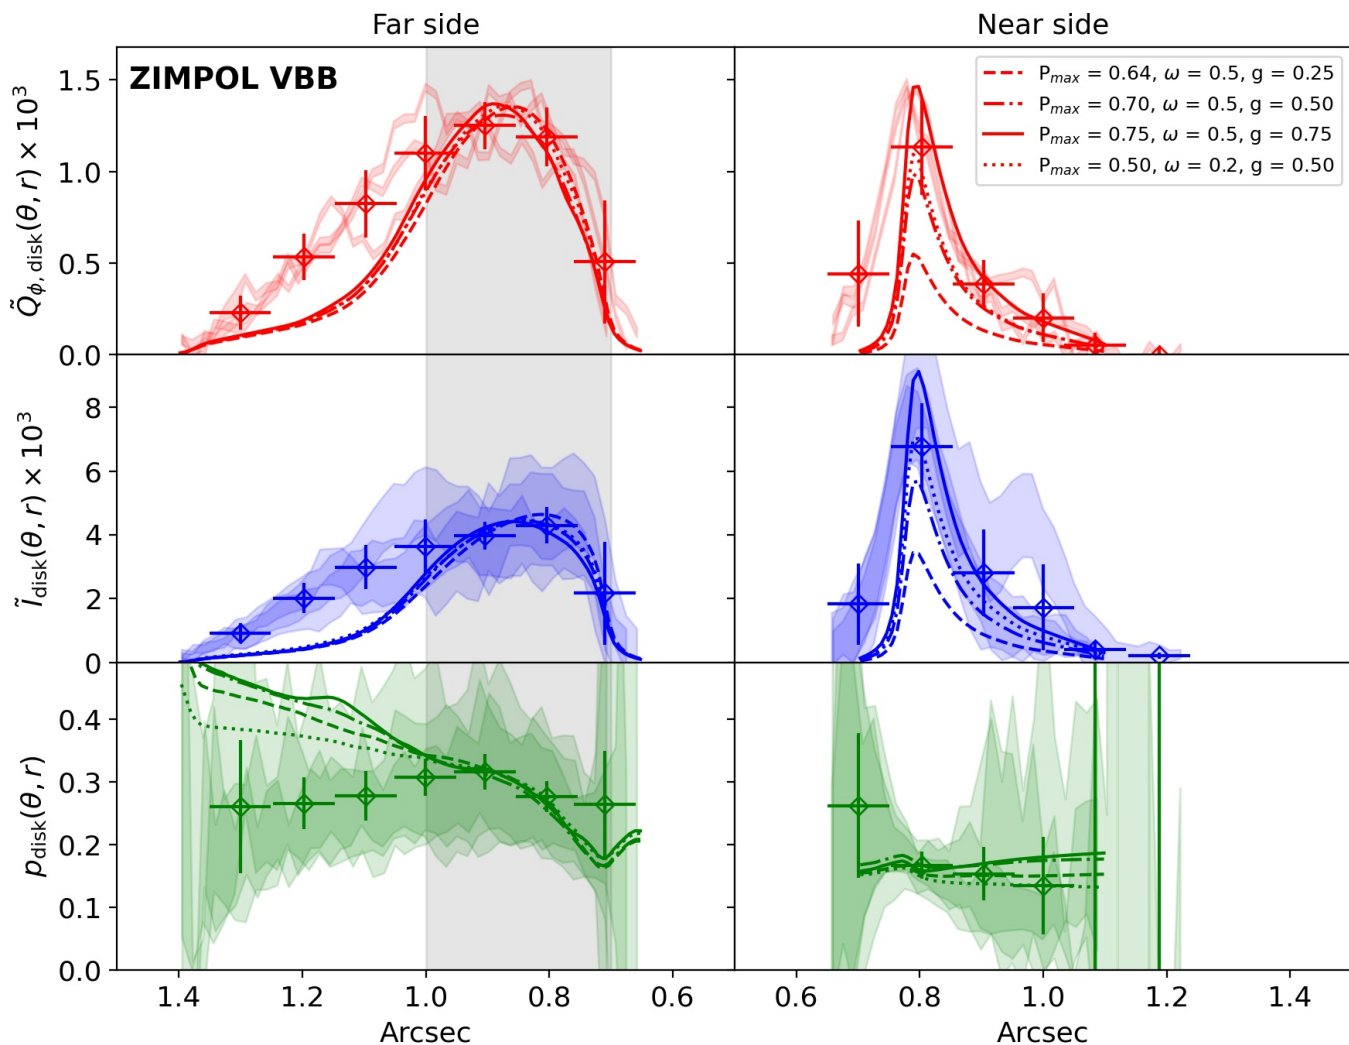 Far side
Near side
ZIMPOL VBB
P_max = 0.64, ω = 0.5, g = 0.25
P_max = 0.70, ω = 0.5, g = 0.50
P_max = 0.75, ω = 0.5, g = 0.75
P_max = 0.50, ω = 0.2, g = 0.50
Q̃_ϕ,disk(θ, r) × 10³
1.5
1.0
0.5
0.0
Ĩ_disk(θ, r) × 10³
8
6
4
2
0
p_disk(θ, r)
0.4
0.3
0.2
0.1
0.0
1.4 1.2 1.0 0.8 0.6
0.6 0.8 1.0 1.2 1.4
Arcsec
Arcsec